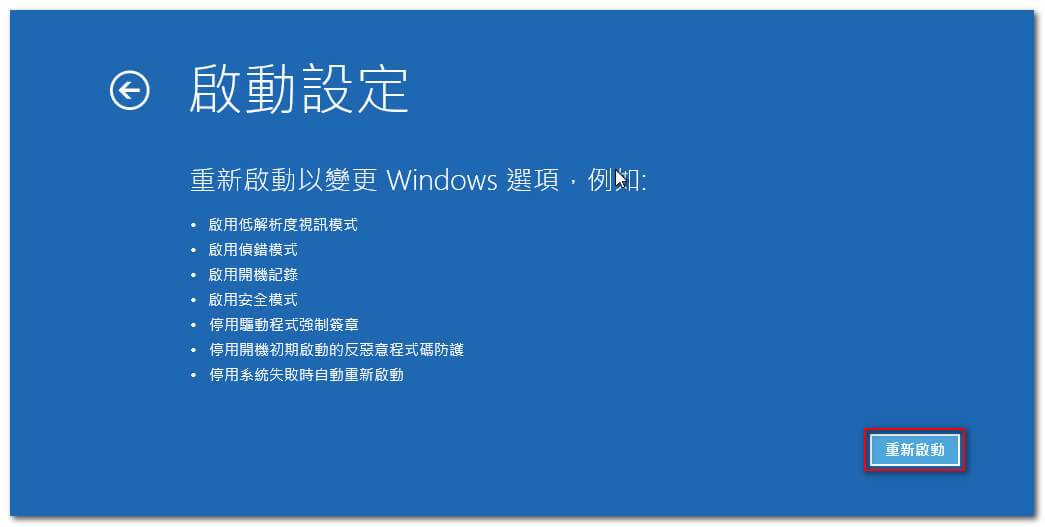 啟動設定
重新啟動以變更 Windows 選項，例如:
• 啟用低解析度視訊模式
• 啟用偵錯模式
• 啟用開機記錄
• 啟用安全模式
• 停用驅動程式強制簽章
• 停用開機初期啟動的反惡意程式碼防護
• 停用系統失敗時自動重新啟動
重新啟動